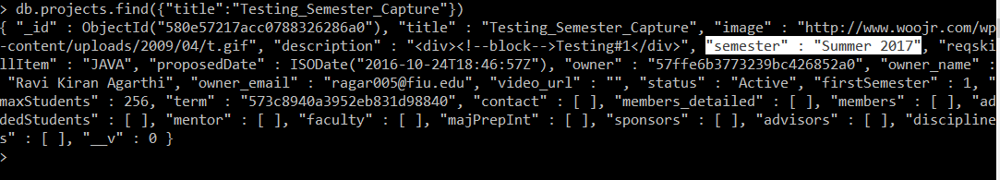 > db.projects.find({"title":"Testing_Semester_Capture"})
{ "_id" : ObjectId("580e57217acc0788326286a0"), "title" : "Testing_Semester_Capture", "image" : "http://www.woojr.com/wp
-content/uploads/2009/04/t.gif", "description" : "<div><!--block-->Testing#1</div>", "semester" : "Summer 2017", "reqski
llItem" : "JAVA", "proposedDate" : ISODate("2016-10-24T18:46:57Z"), "owner" : "57ffe6b3773239bc426852a0", "owner_name" :
 "Ravi Kiran Agarthi", "owner_email" : "ragar005@fiu.edu", "video_url" : "", "status" : "Active", "firstSemester" : 1, "
maxStudents" : 256, "term" : "573c8940a3952eb831d98840", "contact" : [ ], "members_detailed" : [ ], "members" : [ ], "ad
dedStudents" : [ ], "mentor" : [ ], "faculty" : [ ], "majPrepInt" : [ ], "sponsors" : [ ], "advisors" : [ ], "discipline
s" : [ ], "__v" : 0 }
>